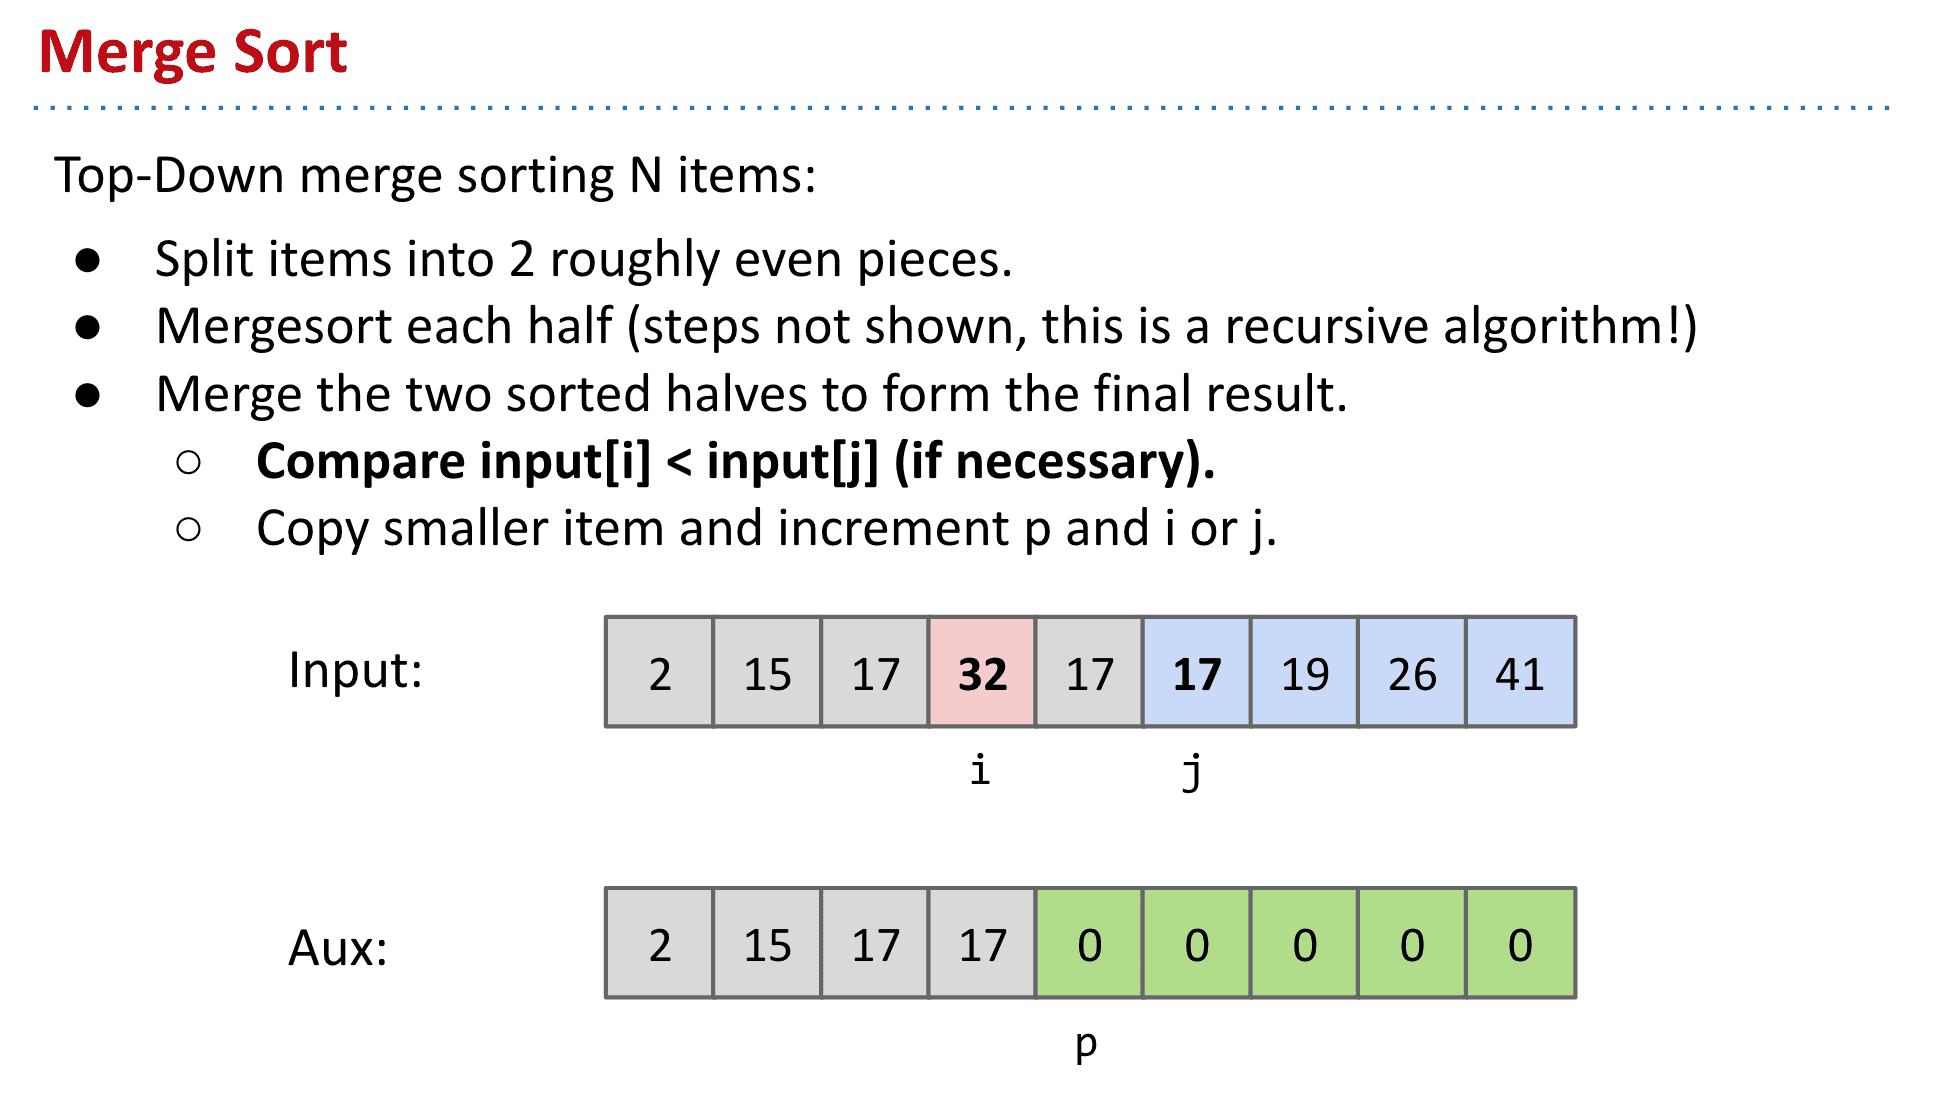 Merge Sort
Top-Down merge sorting N items:
● Split items into 2 roughly even pieces.
● Mergesort each half (steps not shown, this is a recursive algorithm!)
● Merge the two sorted halves to form the final result.
○ Compare input[i] < input[j] (if necessary).
○ Copy smaller item and increment p and i or j.
Input: 2 15 17 32 17 17 19 26 41
i j
Aux: 2 15 17 17 0 0 0 0 0
p